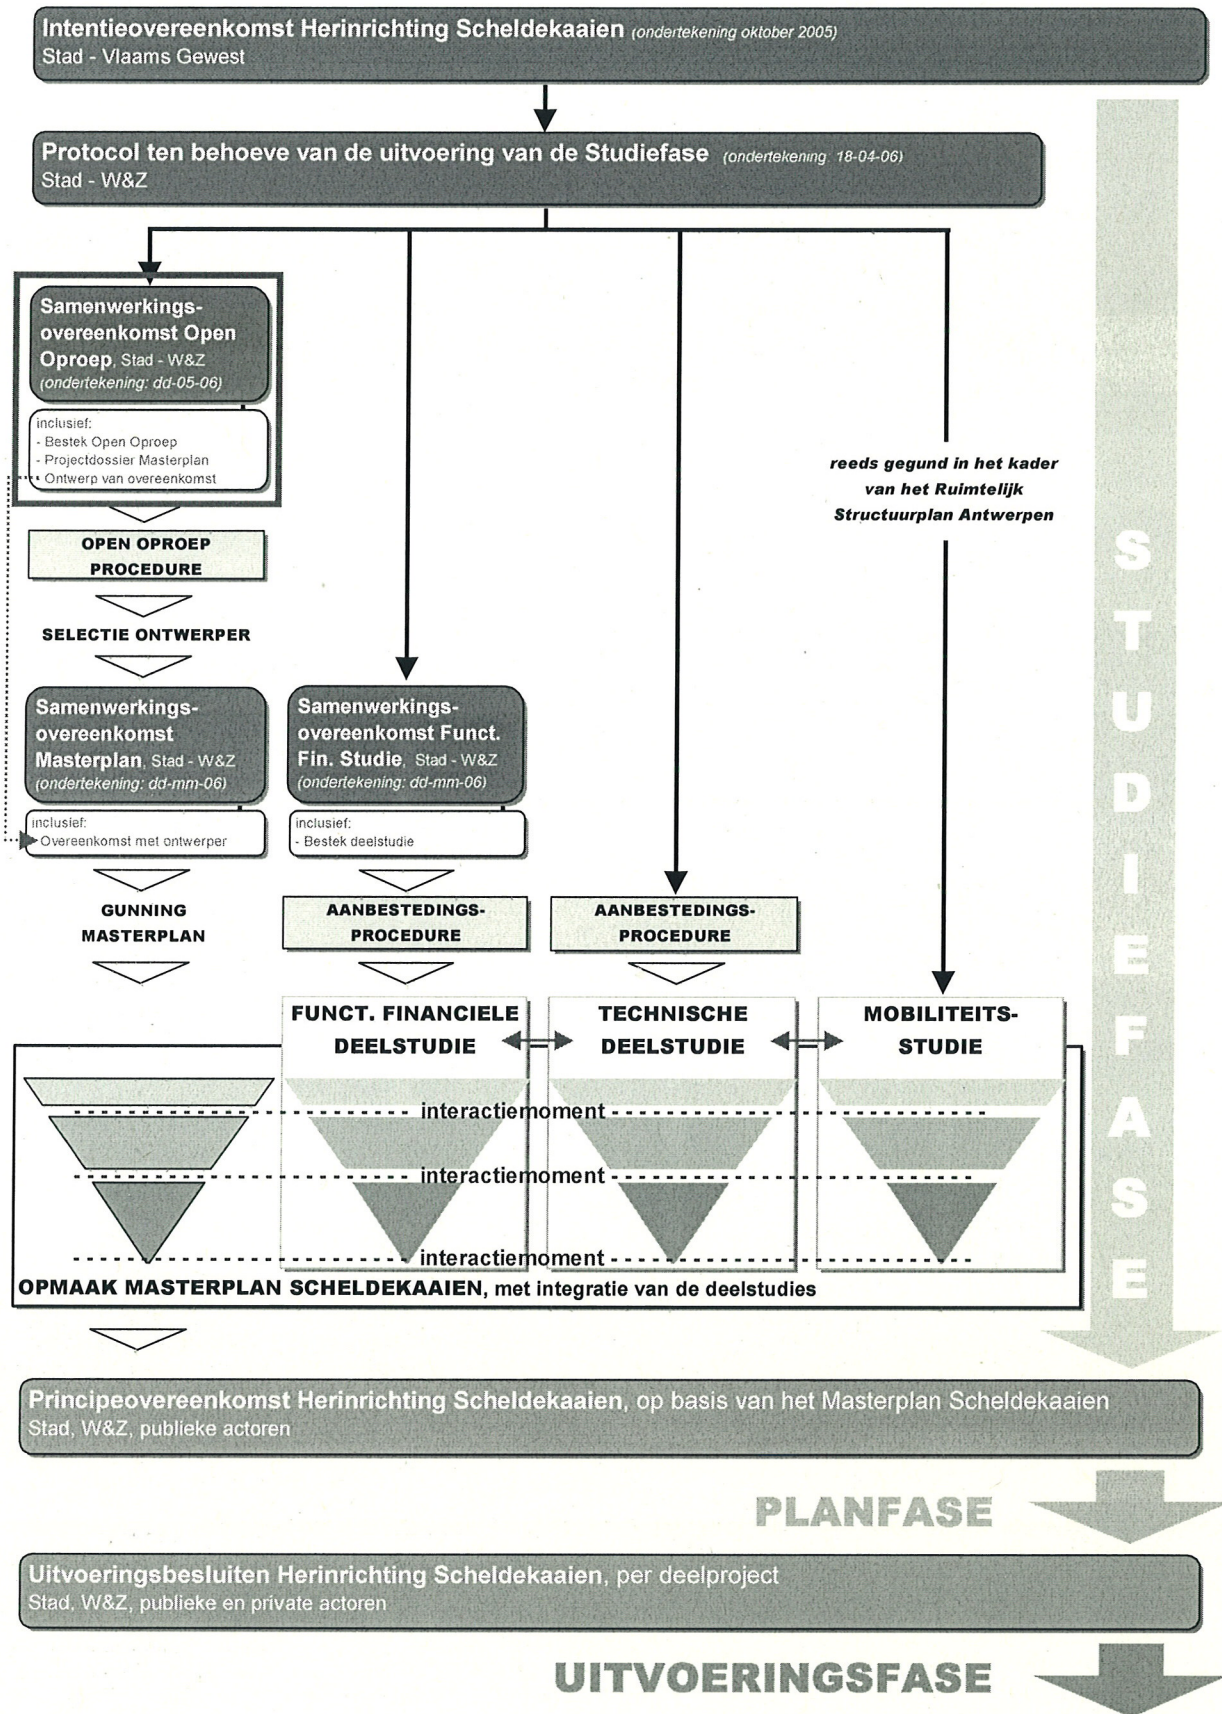 Intentieovereenkomst Herinrichting Scheldekaaien (ondertekening oktober 2005)
Stad - Vlaams Gewest
Protocol ten behoeve van de uitvoering van de Studiefase (ondertekening: 18-04-06)
Stad - W&Z
Samenwerkings-
overeenkomst Open
Oproep, Stad - W&Z
(ondertekening: dd-05-06)
inclusief:
- Bestek Open Oproep
- Projectdossier Masterplan
- Ontwerp van overeenkomst
reeds gegund in het kader
van het Ruimtelijk
Structuurplan Antwerpen
OPEN OPROEP
PROCEDURE
SELECTIE ONTWERPER
Samenwerkings-
overeenkomst
Masterplan, Stad - W&Z
(ondertekening: dd-mm-06)
inclusief:
- Overeenkomst met ontwerper
Samenwerkings-
overeenkomst Funct.
Fin. Studie, Stad - W&Z
(ondertekening: dd-mm-06)
inclusief:
- Bestek deelstudie
GUNNING
MASTERPLAN
AANBESTEDINGS-
PROCEDURE
AANBESTEDINGS-
PROCEDURE
FUNCT. FINANCIELE
DEELSTUDIE
TECHNISCHE
DEELSTUDIE
MOBILITEITS-
STUDIE
interactiemoment
interactiemoment
interactiemoment
OPMAAK MASTERPLAN SCHELDEKAAIEN, met integratie van de deelstudies
STUDIEFASE
Principeovereenkomst Herinrichting Scheldekaaien, op basis van het Masterplan Scheldekaaien
Stad, W&Z, publieke actoren
PLANFASE
Uitvoeringsbesluiten Herinrichting Scheldekaaien, per deelproject
Stad, W&Z, publieke en private actoren
UITVOERINGSFASE